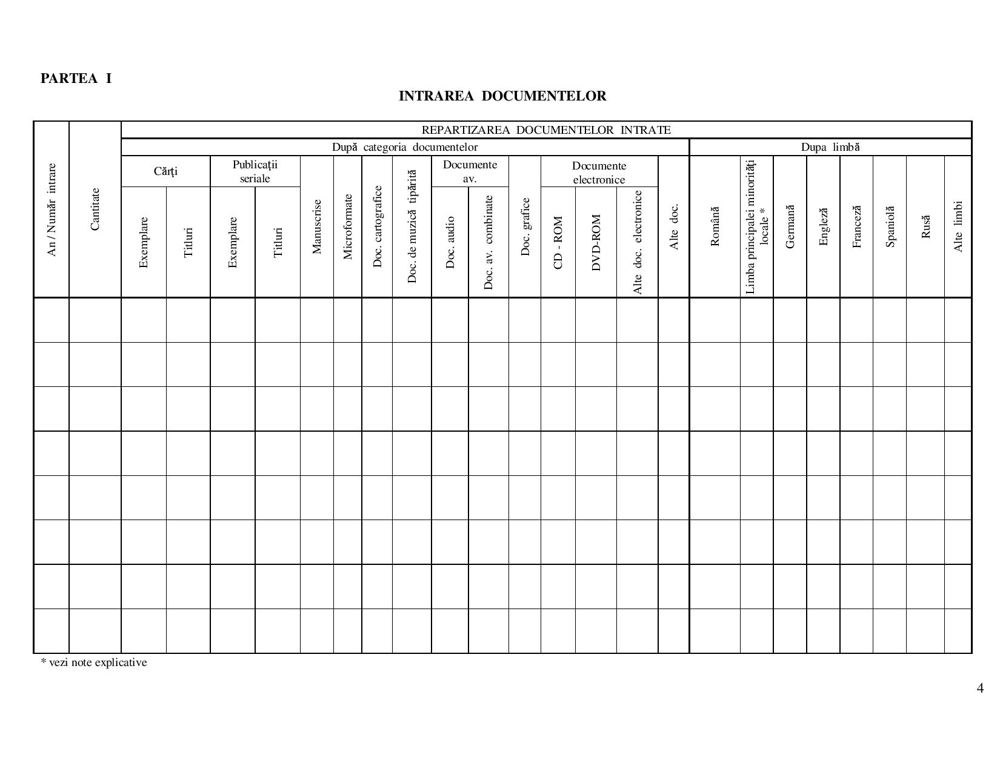 PARTEA I
INTRAREA DOCUMENTELOR
An / Număr intrare
Cantitate
REPARTIZAREA DOCUMENTELOR INTRATE
După categoria documentelor
Dupa limbă
Cărţi
Publicaţii
seriale
Manuscrise
Microformate
Doc. cartografice
Doc. de muzică tipărită
Documente
av.
Doc. grafice
Documente
electronice
Alte doc.
Română
Limba principalei minorităţi
locale *
Germană
Engleză
Franceză
Spaniolă
Rusă
Alte limbi
Exemplare
Titluri
Exemplare
Titluri
Doc. audio
Doc. av. combinate
CD - ROM
DVD-ROM
Alte doc. electronice
* vezi note explicative
4